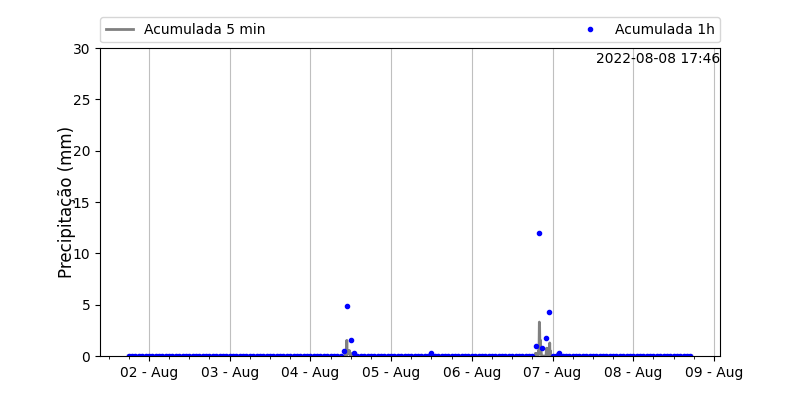 Acumulada 5 min Acumulada 1h
2022-08-08 17:46
Precipitação (mm)
30
25
20
15
10
5
0
02 - Aug 03 - Aug 04 - Aug 05 - Aug 06 - Aug 07 - Aug 08 - Aug 09 - Aug